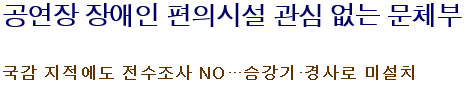 공연장 장애인 편의시설 관심 없는 문체부
국감 지적에도 전수조사 NO…승강기·경사로 미설치